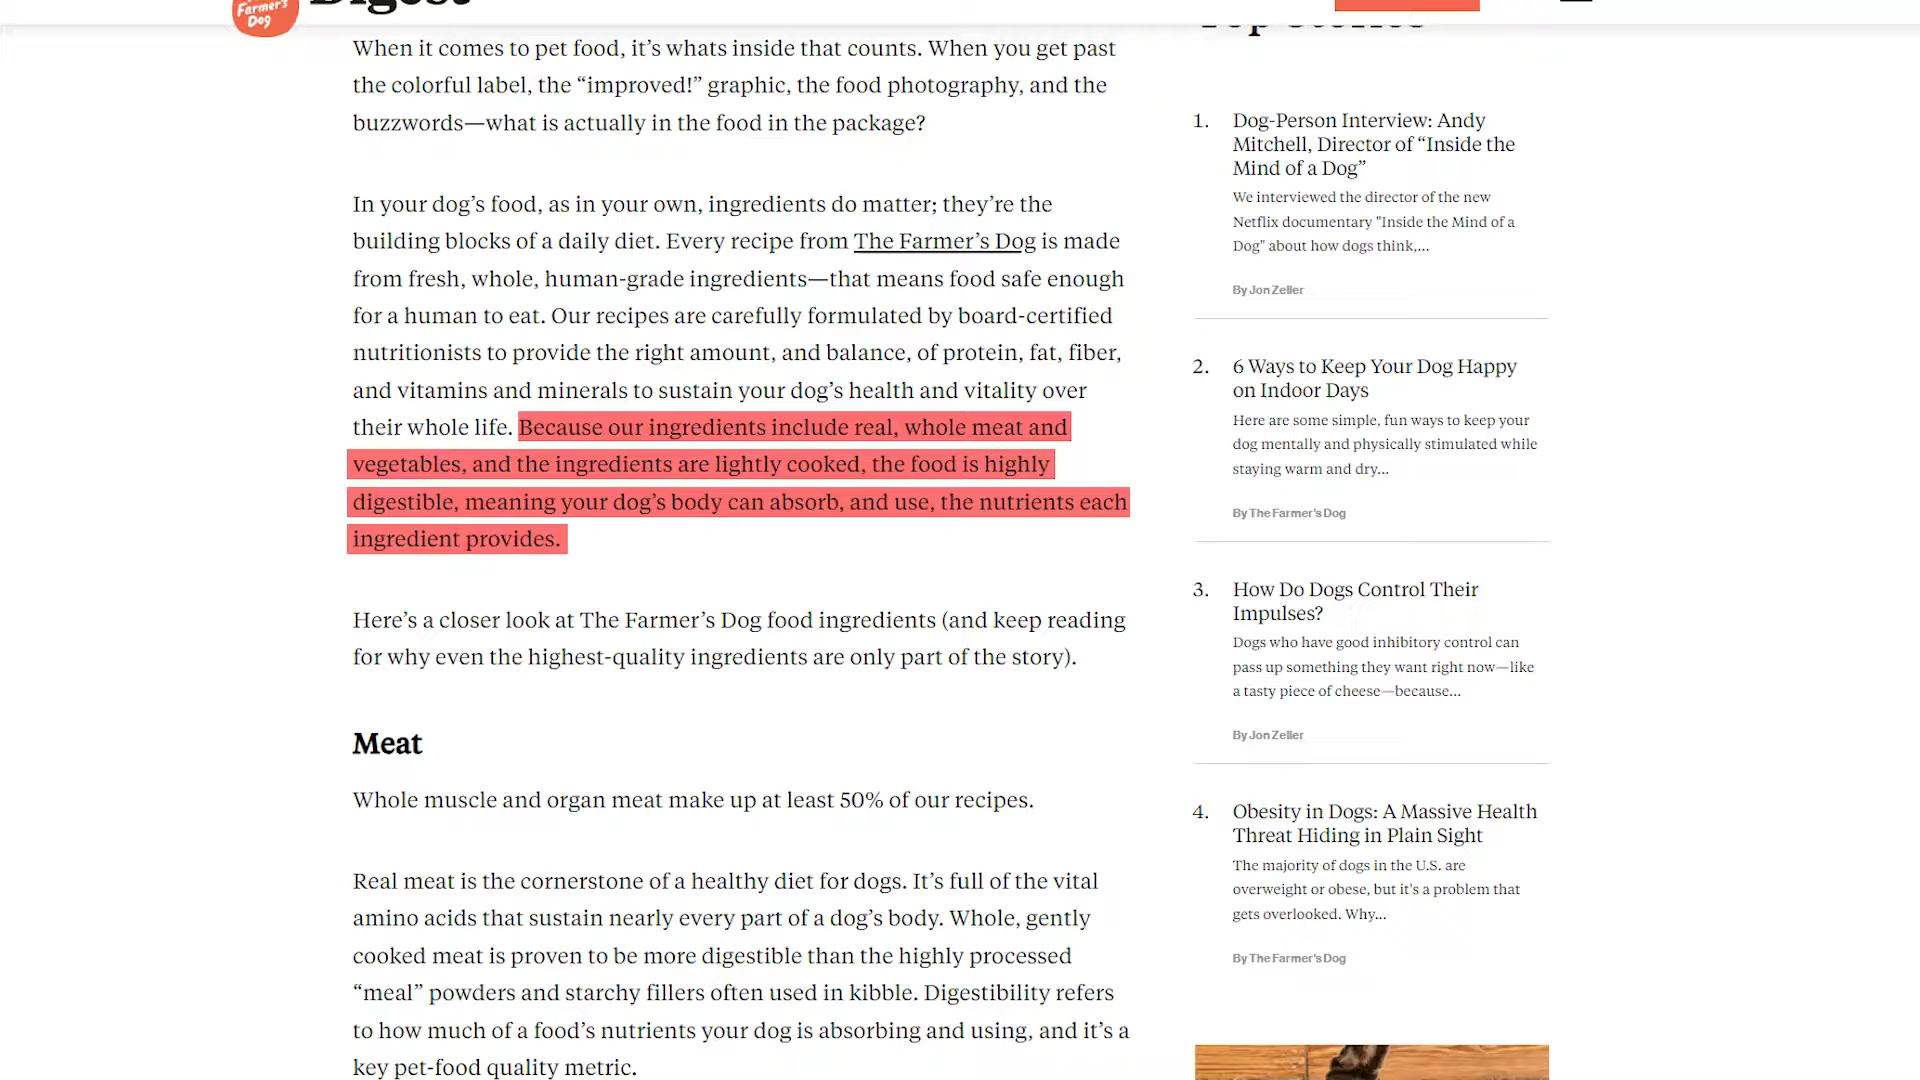 Farmer's
Dog
Digest
Top Stories
When it comes to pet food, it’s whats inside that counts. When you get past
the colorful label, the “improved!” graphic, the food photography, and the
buzzwords—what is actually in the food in the package?
In your dog’s food, as in your own, ingredients do matter; they’re the
building blocks of a daily diet. Every recipe from The Farmer’s Dog is made
from fresh, whole, human-grade ingredients—that means food safe enough
for a human to eat. Our recipes are carefully formulated by board-certified
nutritionists to provide the right amount, and balance, of protein, fat, fiber,
and vitamins and minerals to sustain your dog’s health and vitality over
their whole life. Because our ingredients include real, whole meat and
vegetables, and the ingredients are lightly cooked, the food is highly
digestible, meaning your dog’s body can absorb, and use, the nutrients each
ingredient provides.
Here’s a closer look at The Farmer’s Dog food ingredients (and keep reading
for why even the highest-quality ingredients are only part of the story).
Meat
Whole muscle and organ meat make up at least 50% of our recipes.
Real meat is the cornerstone of a healthy diet for dogs. It’s full of the vital
amino acids that sustain nearly every part of a dog’s body. Whole, gently
cooked meat is proven to be more digestible than the highly processed
“meal” powders and starchy fillers often used in kibble. Digestibility refers
to how much of a food’s nutrients your dog is absorbing and using, and it’s a
key pet-food quality metric.
1. Dog-Person Interview: Andy
Mitchell, Director of “Inside the
Mind of a Dog”
We interviewed the director of the new
Netflix documentary "Inside the Mind of a
Dog" about how dogs think,...
By Jon Zeller
2. 6 Ways to Keep Your Dog Happy
on Indoor Days
Here are some simple, fun ways to keep your
dog mentally and physically stimulated while
staying warm and dry...
By The Farmer's Dog
3. How Do Dogs Control Their
Impulses?
Dogs who have good inhibitory control can
pass up something they want right now—like
a tasty piece of cheese—because...
By Jon Zeller
4. Obesity in Dogs: A Massive Health
Threat Hiding in Plain Sight
The majority of dogs in the U.S. are
overweight or obese, but it's a problem that
gets overlooked. Why...
By The Farmer's Dog